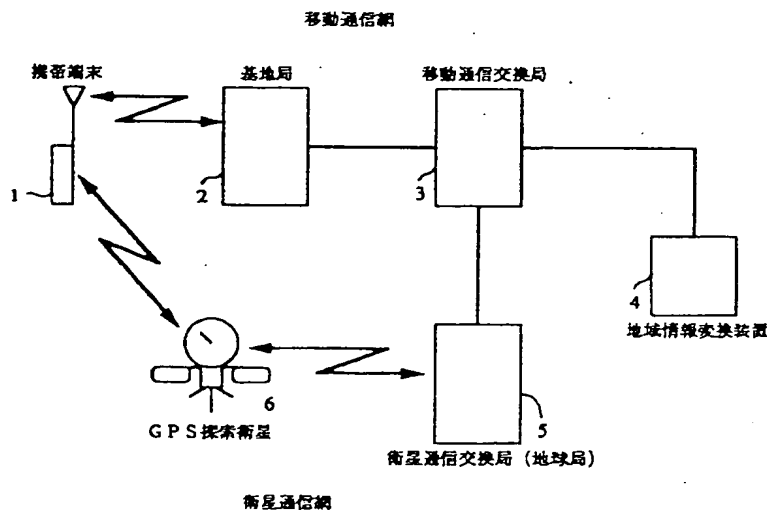 移動通信網
携帯端末
基地局
移動通信交換局
1
2
3
4
地域情報変換装置
6
5
GPS探索衛星
衛星通信交換局(地球局)
衛星通信網